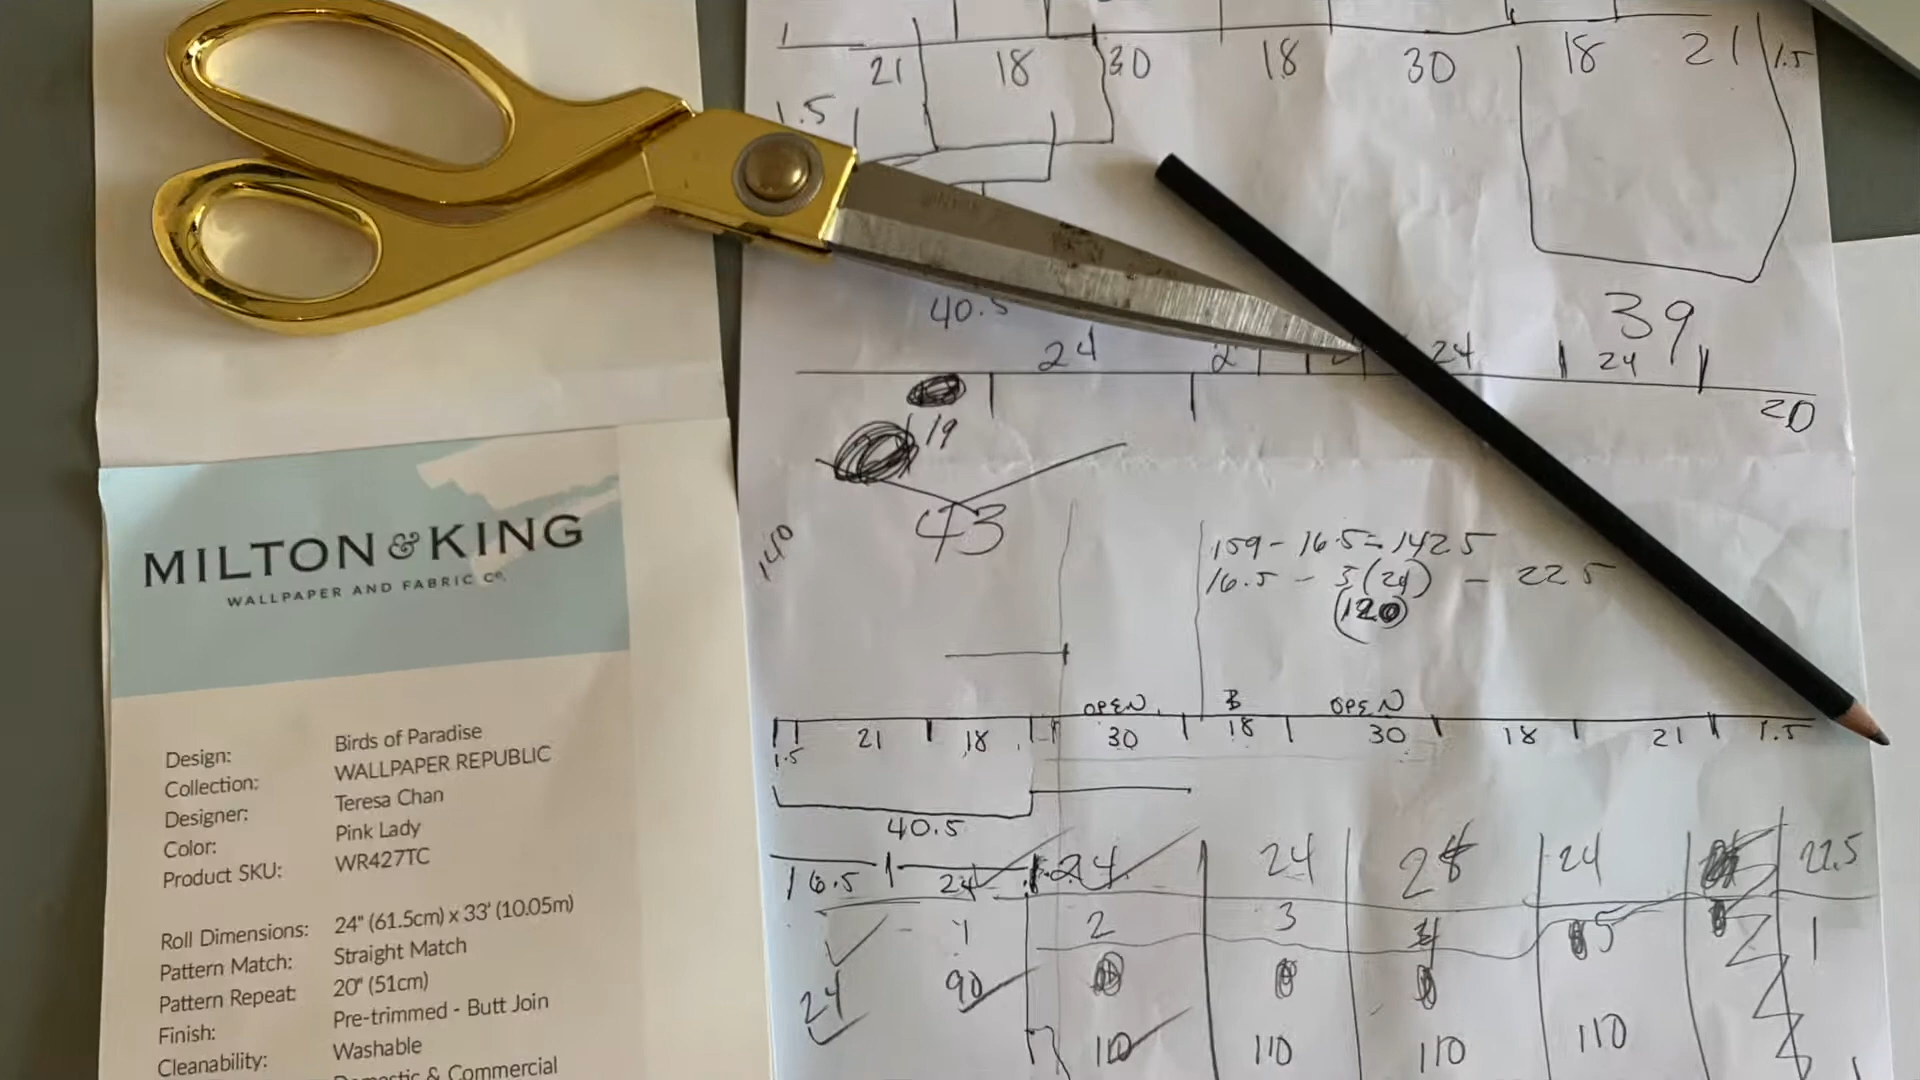 MILTON & KING
WALLPAPER AND FABRIC Co.
Design: Birds of Paradise
Collection: WALLPAPER REPUBLIC
Designer: Teresa Chan
Color: Pink Lady
Product SKU: WR427TC
Roll Dimensions: 24" (61.5cm) x 33' (10.05m)
Pattern Match: Straight Match
Pattern Repeat: 20" (51cm)
Finish: Pre-trimmed - Butt Join
Cleanability: Washable
Domestic & Commercial
21 18 30 18 30 18 21 1.5
1.5
39
40.5
24 2 24 24
20
19
43
140
159 - 16.5 = 142.5
16.5 - 5(24) - 22.5
120
OPEN B OPEN
1.5 21 18 30 18 30 18 21 1.5
40.5
16.5 24 24 24 24 22.5
1 2 3 4 5 1
24 90
110 110 110 110